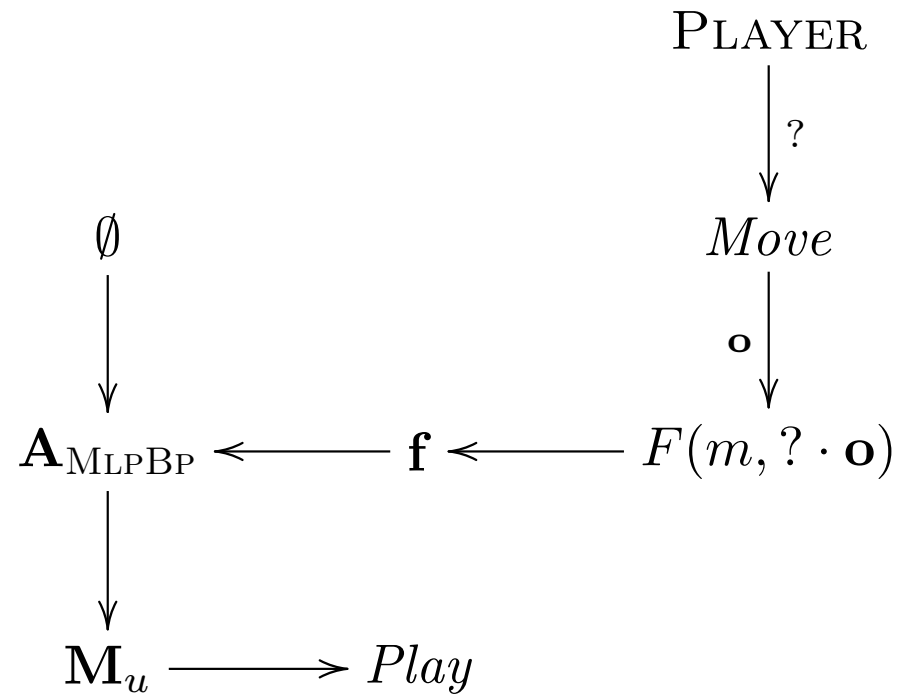 PLAYER
?
Move
∅
o
A_MLPBP f F(m, ? · o)
M_u Play